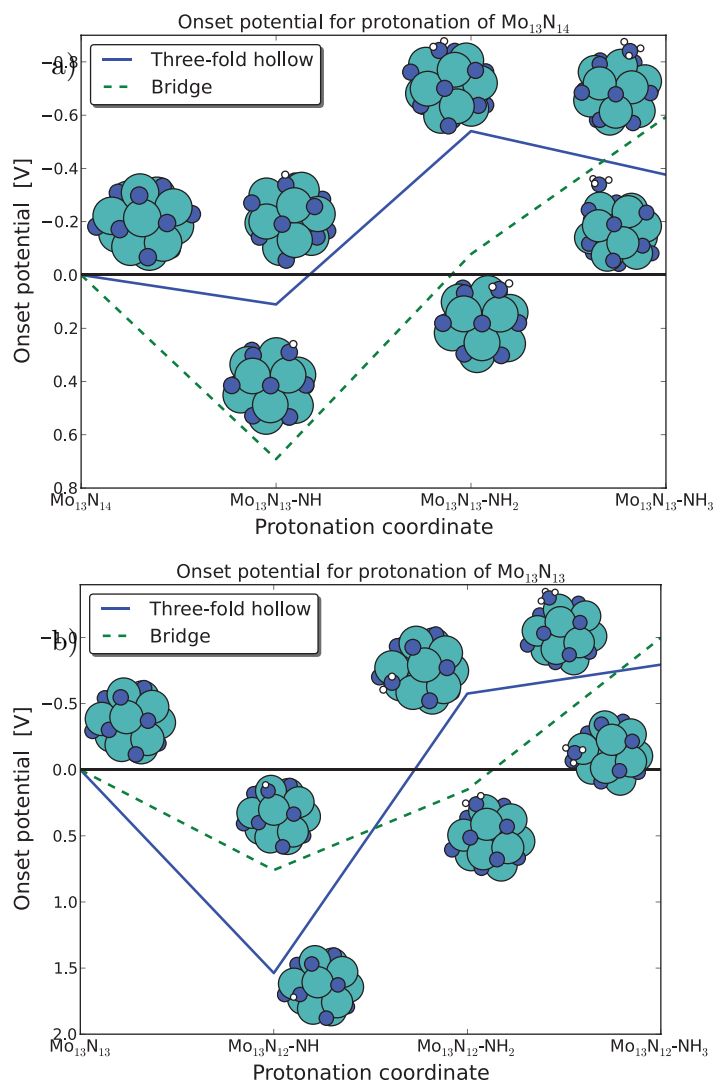 Onset potential for protonation of Mo₁₃N₁₄
a)
Three-fold hollow
Bridge
−0.8
−0.6
−0.4
−0.2
0.0
0.2
0.4
0.6
0.8
Onset potential [V]
Mo₁₃N₁₄
Mo₁₃N₁₃-NH
Mo₁₃N₁₃-NH₂
Mo₁₃N₁₃-NH₃
Protonation coordinate
Onset potential for protonation of Mo₁₃N₁₃
b)
Three-fold hollow
Bridge
−1.0
−0.5
0.0
0.5
1.0
1.5
2.0
Onset potential [V]
Mo₁₃N₁₃
Mo₁₃N₁₂-NH
Mo₁₃N₁₂-NH₂
Mo₁₃N₁₂-NH₃
Protonation coordinate